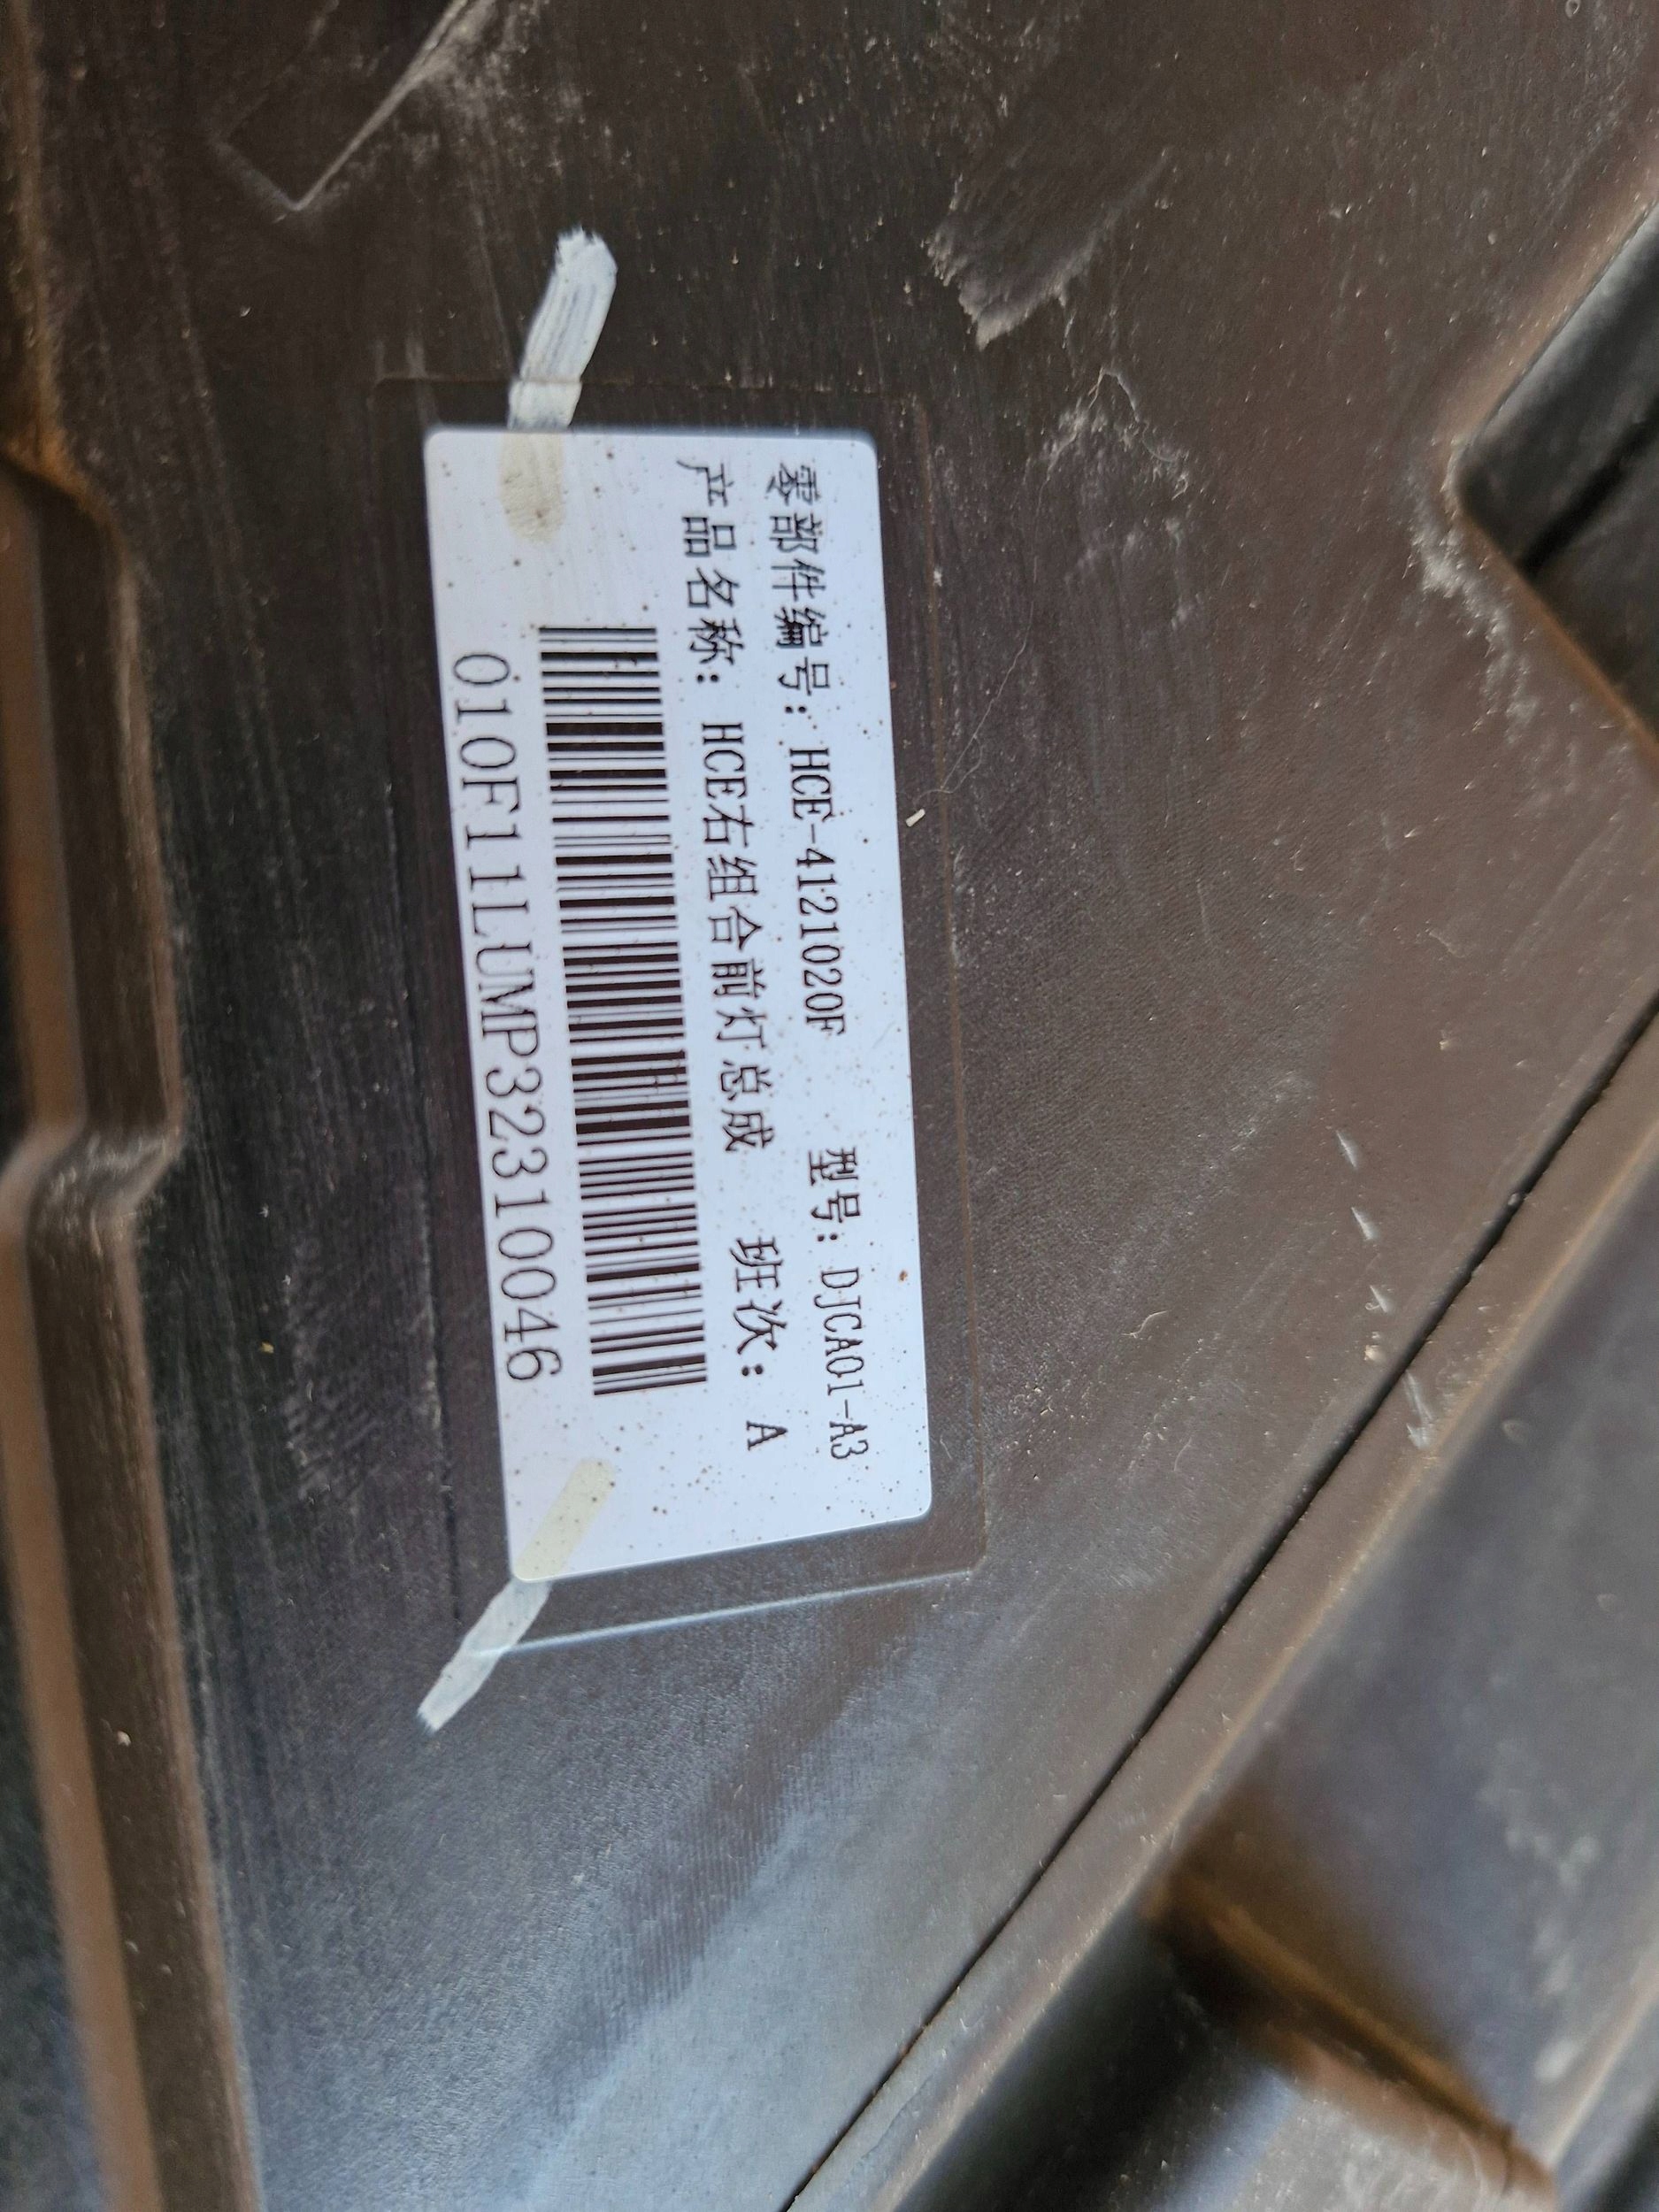 零部件编号：HCE-4121020F 型号：DJCA01-A3
产品名称：HCE右组合前灯总成 班次：A
010F11LUMP32310046